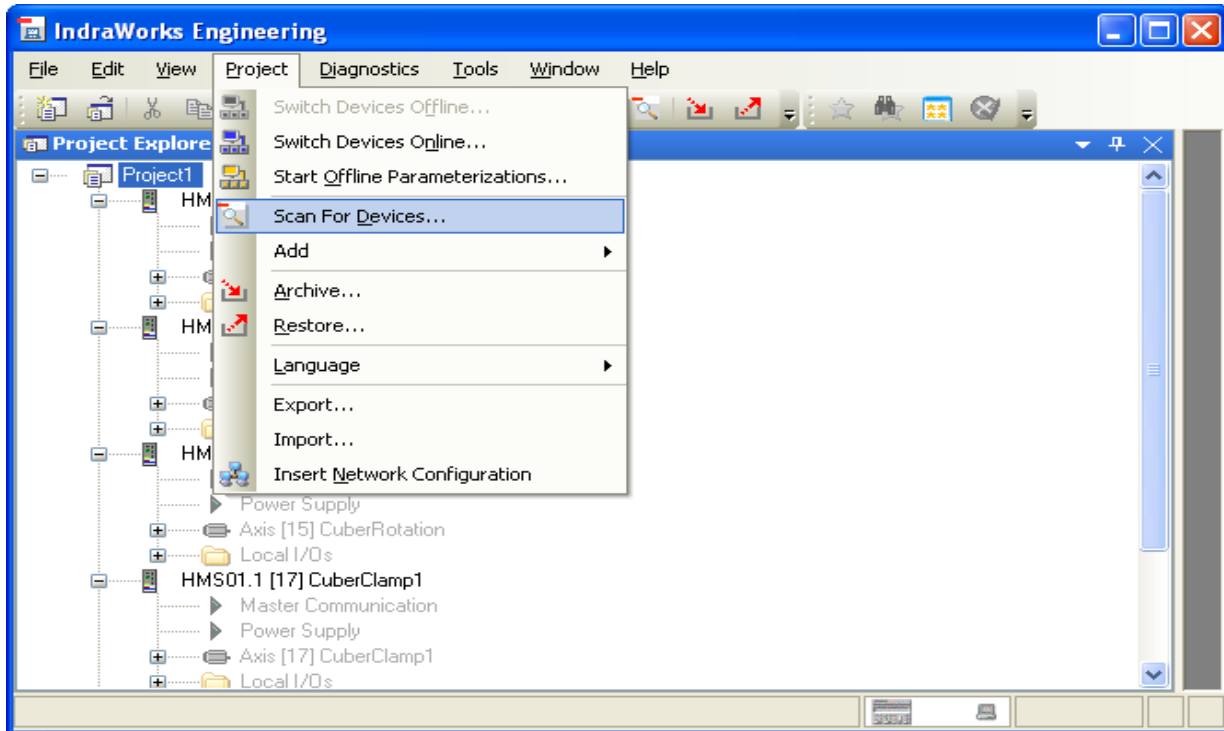 IndraWorks Engineering
File Edit View Project Diagnostics Tools Window Help
Switch Devices Offline...
Switch Devices Online...
Start Offline Parameterizations...
Scan For Devices...
Add
Archive...
Restore...
Language
Export...
Import...
Insert Network Configuration
Project Explore
Project1
HM
HM
HM
Power Supply
Axis [15] CuberRotation
Local I/Os
HMS01.1 [17] CuberClamp1
Master Communication
Power Supply
Axis [17] CuberClamp1
Local I/Os